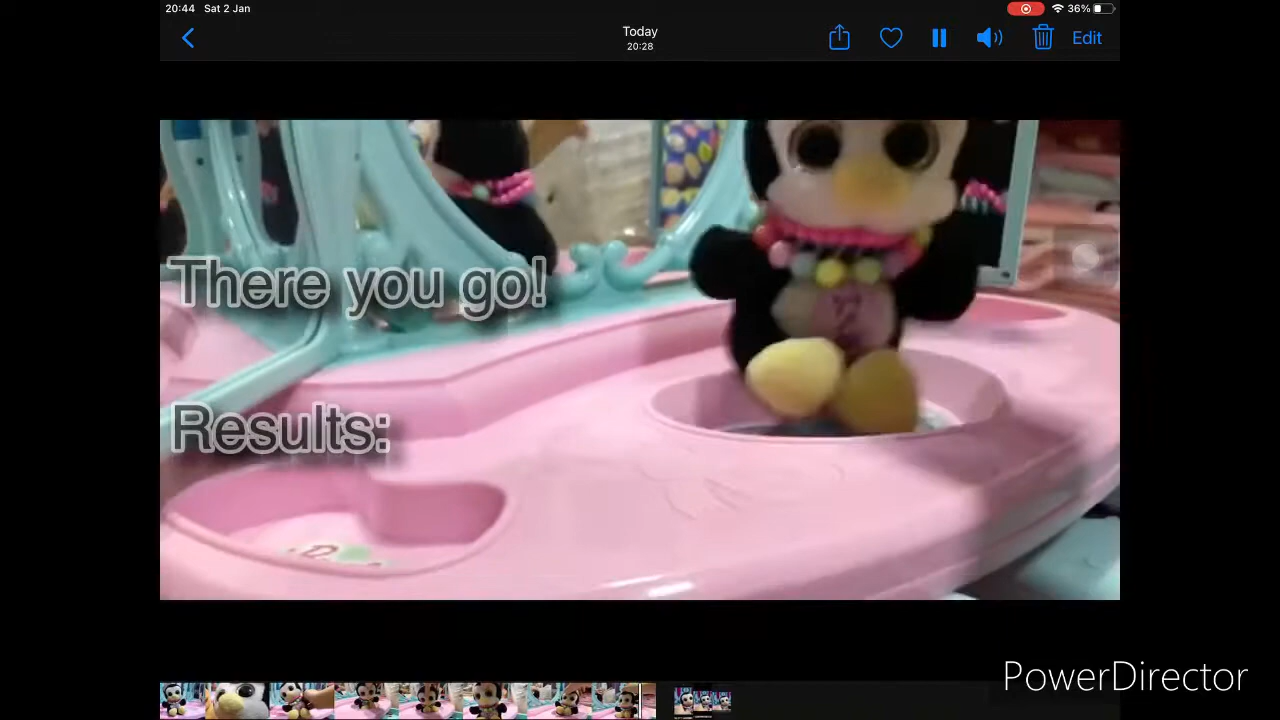 20:44 Sat 2 Jan
36%
Today
20:28
Edit
There you go!
Results:
PowerDirector